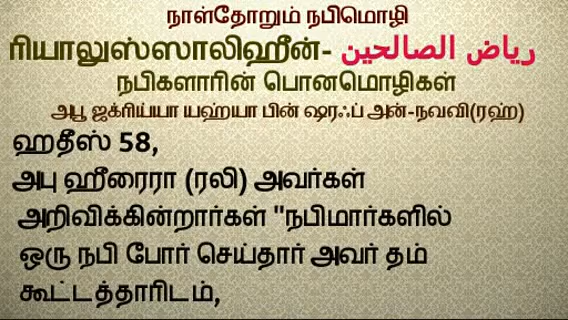 நாள்தோறும் நபிமொழி
ரியாலுஸ்ஸாலிஹீன்- رياض الصالحين
நபிகளாரின் பொனமொழிகள்
அபூ ஜக்ரிய்யா யஹ்யா பின் ஷரஃப் அன்-நவவி(ரஹ்)
ஹதீஸ் 58,
அபு ஹீரைரா (ரலி) அவர்கள்
அறிவிக்கின்றார்கள் "நபிமார்களில்
ஒரு நபி போர் செய்தார் அவர் தம்
கூட்டத்தாரிடம்,